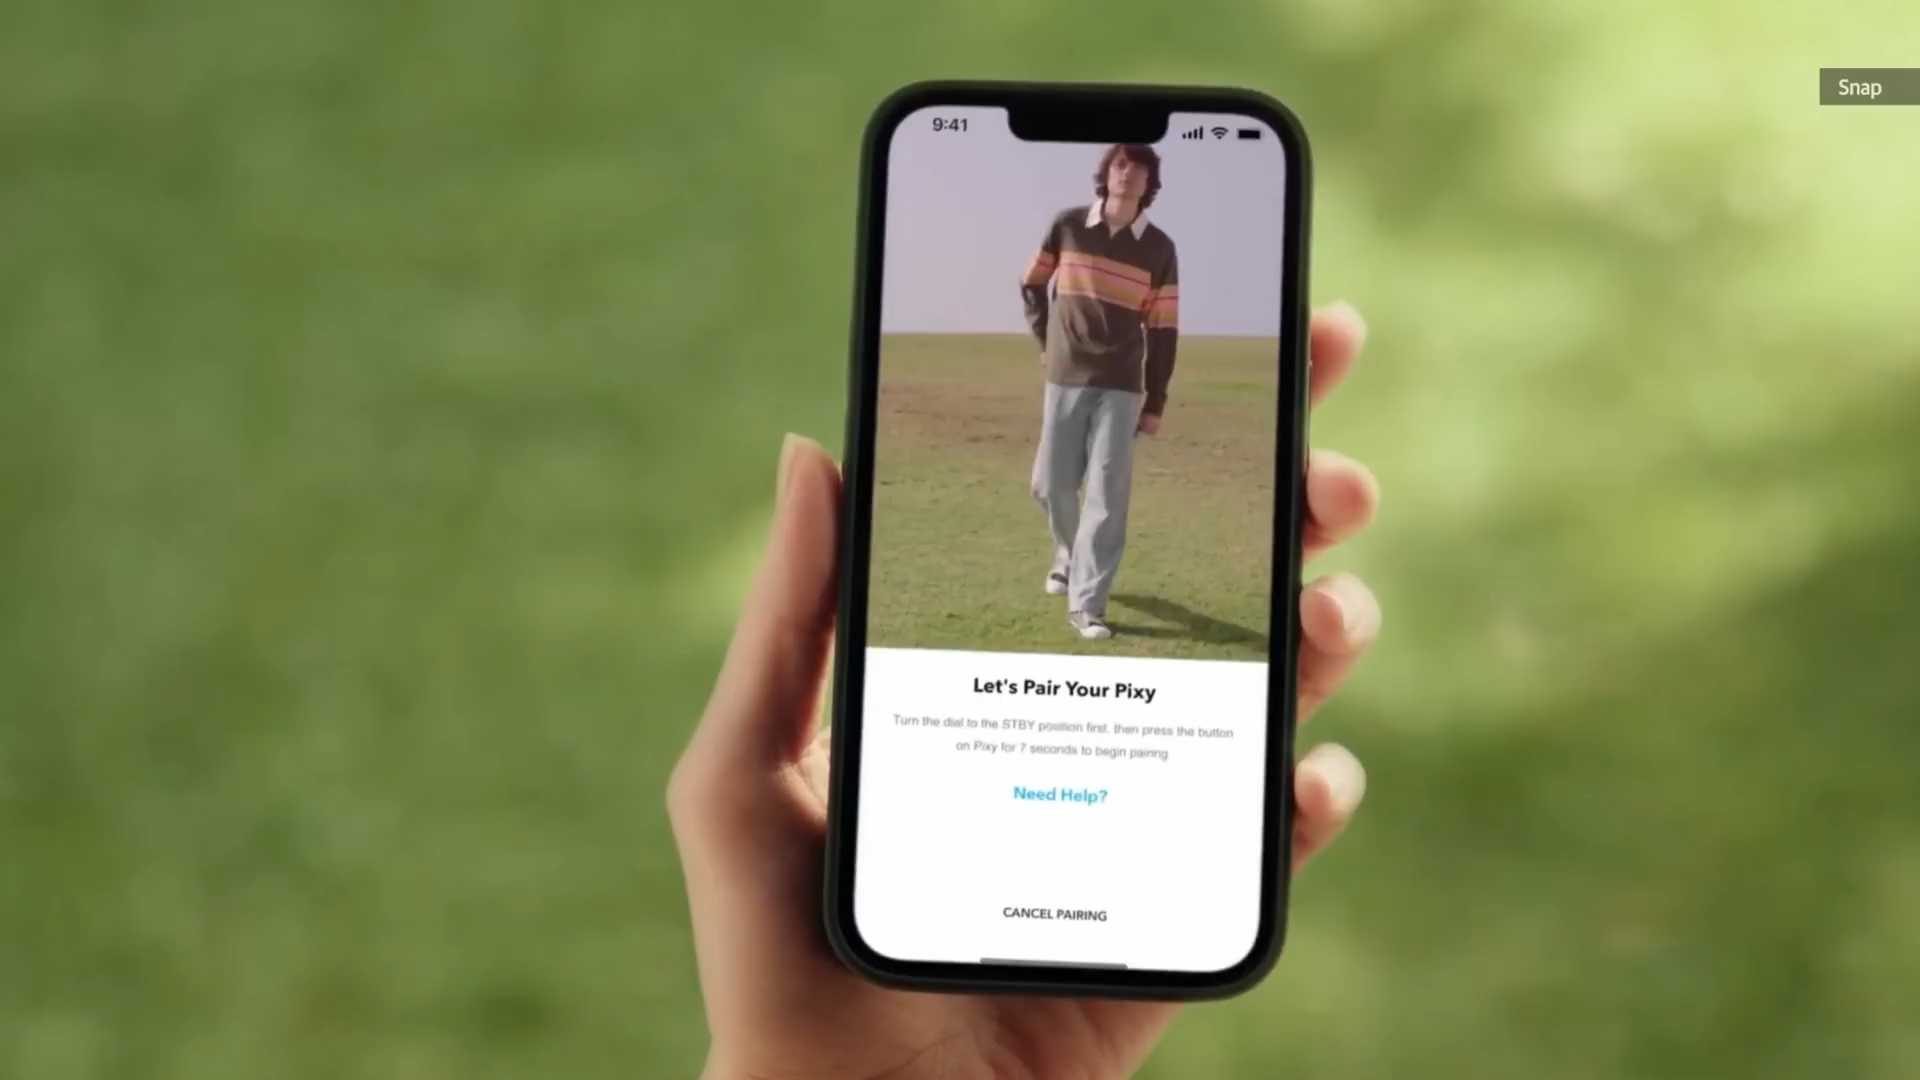 Snap
9:41
Let's Pair Your Pixy
Turn the dial to the STBY position first, then press the button
on Pixy for 7 seconds to begin pairing
Need Help?
CANCEL PAIRING